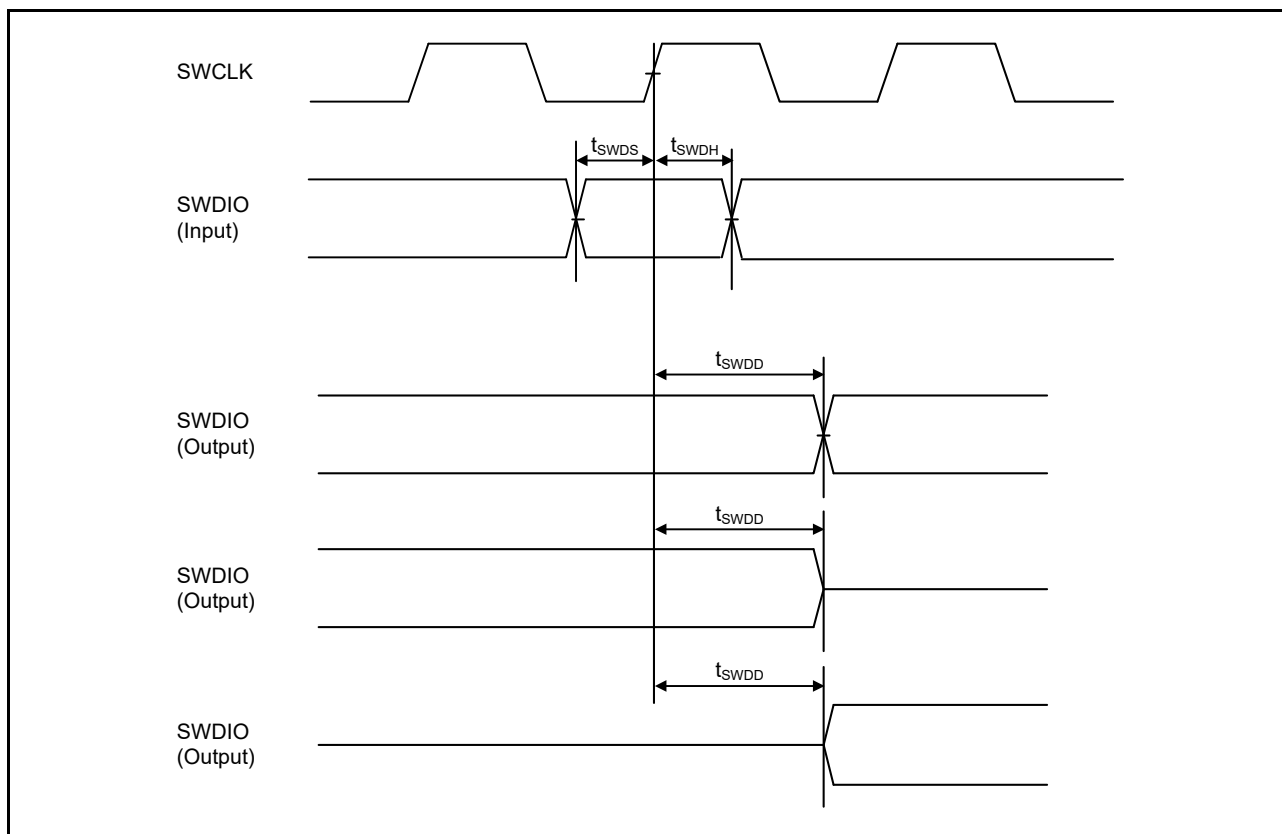 SWCLK
tSWDS
tSWDH
SWDIO
(Input)
tSWDD
SWDIO
(Output)
tSWDD
SWDIO
(Output)
tSWDD
SWDIO
(Output)